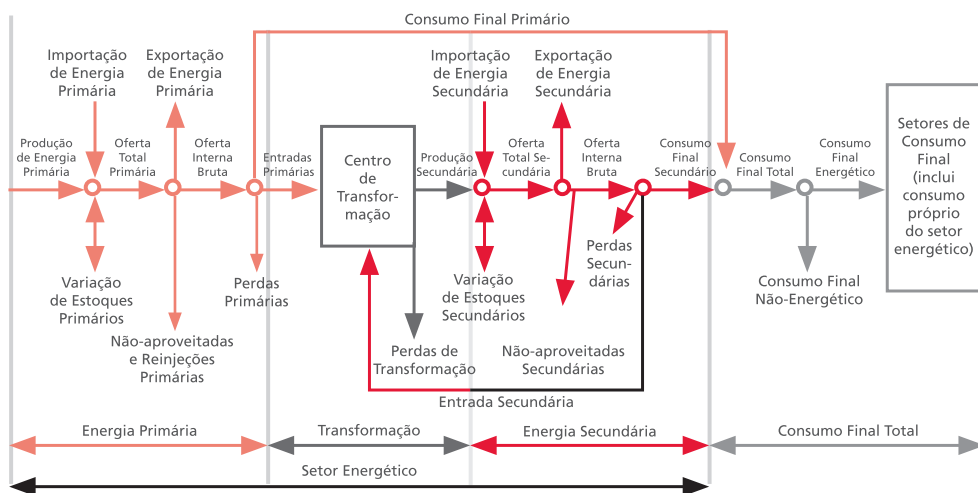 Consumo Final Primário
Importação
de Energia
Primária
Exportação
de Energia
Primária
Importação
de Energia
Secundária
Exportação
de Energia
Secundária
Produção
de Energia
Primária
Oferta
Total
Primária
Oferta
Interna
Bruta
Entradas
Primárias
Centro
de
Transfor-
mação
Produção
Secundária
Oferta
Total Se-
cundária
Oferta
Interna
Bruta
Consumo
Final
Secundário
Consumo
Final Total
Consumo
Final
Energético
Setores de
Consumo
Final
(inclui
consumo
próprio
do setor
energético)
Variação
de Estoques
Primários
Perdas
Primárias
Variação
de Estoques
Secundários
Perdas
Secun-
dárias
Consumo Final
Não-Energético
Não-aproveitadas
e Reinjeções
Primárias
Perdas de
Transformação
Não-aproveitadas
Secundárias
Entrada Secundária
Energia Primária
Transformação
Energia Secundária
Consumo Final Total
Setor Energético